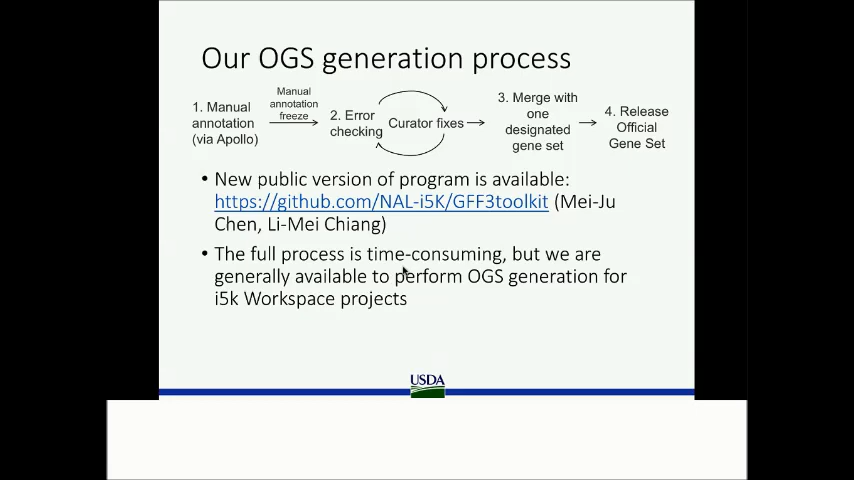 Our OGS generation process
1. Manual
annotation
(via Apollo)
Manual
annotation
freeze
2. Error
checking
Curator fixes
3. Merge with
one
designated
gene set
4. Release
Official
Gene Set
• New public version of program is available:
https://github.com/NAL-i5K/GFF3toolkit (Mei-Ju
Chen, Li-Mei Chiang)
• The full process is time-consuming, but we are
generally available to perform OGS generation for
i5k Workspace projects
USDA